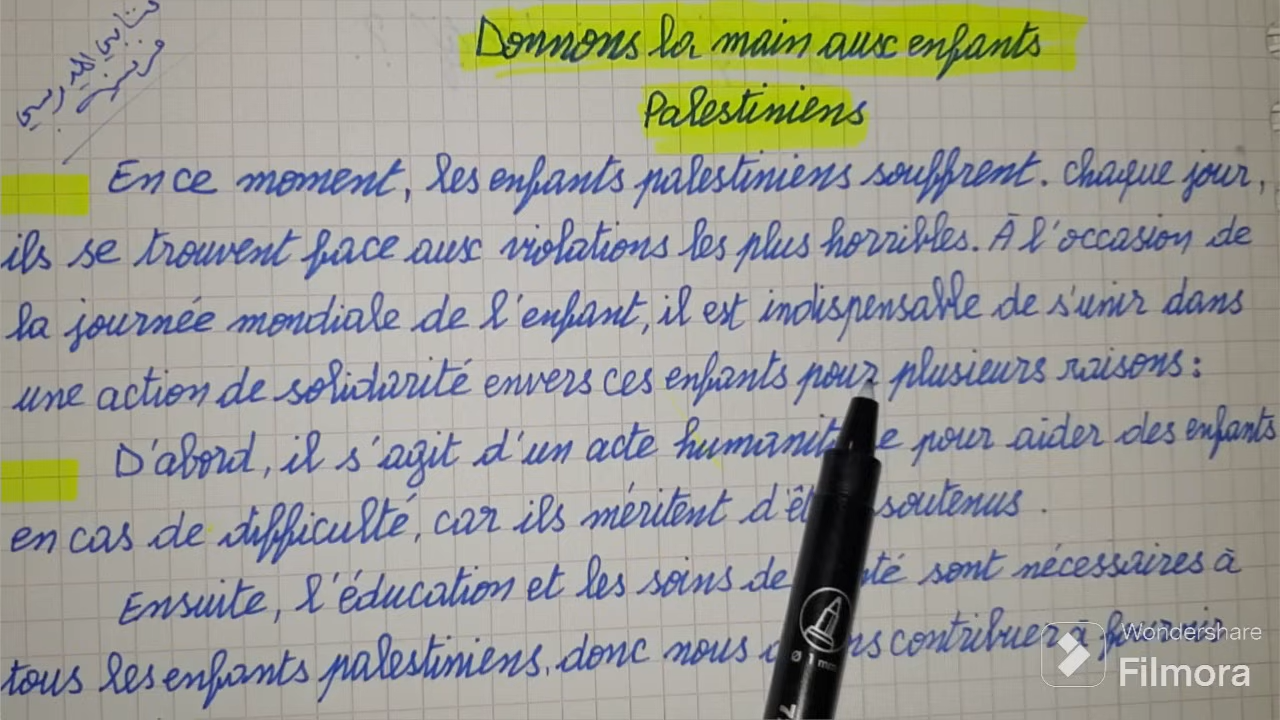 Donnons la main aux enfants
Palestiniens
En ce moment, les enfants palestiniens souffrent. chaque jour,
ils se trouvent face aux violations les plus horribles. À l'occasion de
la journée mondiale de l'enfant, il est indispensable de s'unir dans
une action de solidarité envers ces enfants pour plusieurs raisons:
D'abord, il s'agit d'un acte pour aider des enfants
en cas de difficulté, car ils méritent soutenus.
Ensuite, l'éducation et les soins de sont nécessaires à
tous les enfants palestiniens, donc nous contribuer à fournir
Ø 1 mm
Wondershare
Filmora